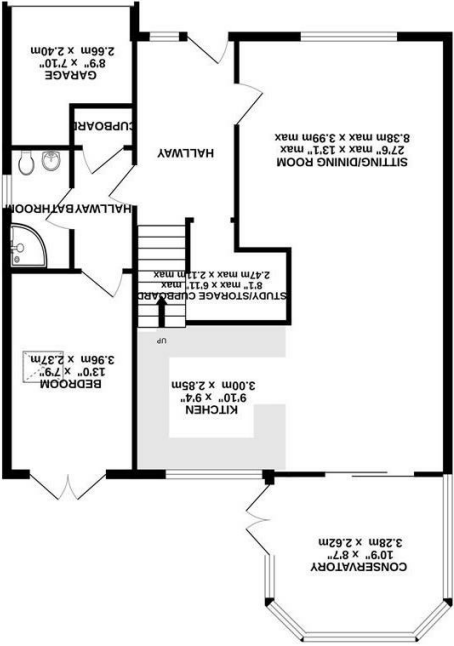 CONSERVATORY
10'9" x 8'7"
3.28m x 2.62m
KITCHEN
9'10" x 9'4"
3.00m x 2.85m
BEDROOM
13'0" x 7'9"
3.96m x 2.37m
UP
STUDY/STORAGE CUPBOARD
8'1" max x 6'11" max
2.47m max x 2.11m max
HALLWAY
BATHROOM
SITTING/DINING ROOM
27'6" max x 13'1" max
8.38m max x 3.99m max
HALLWAY
CUPBOARD
GARAGE
8'9" x 7'10"
2.66m x 2.40m